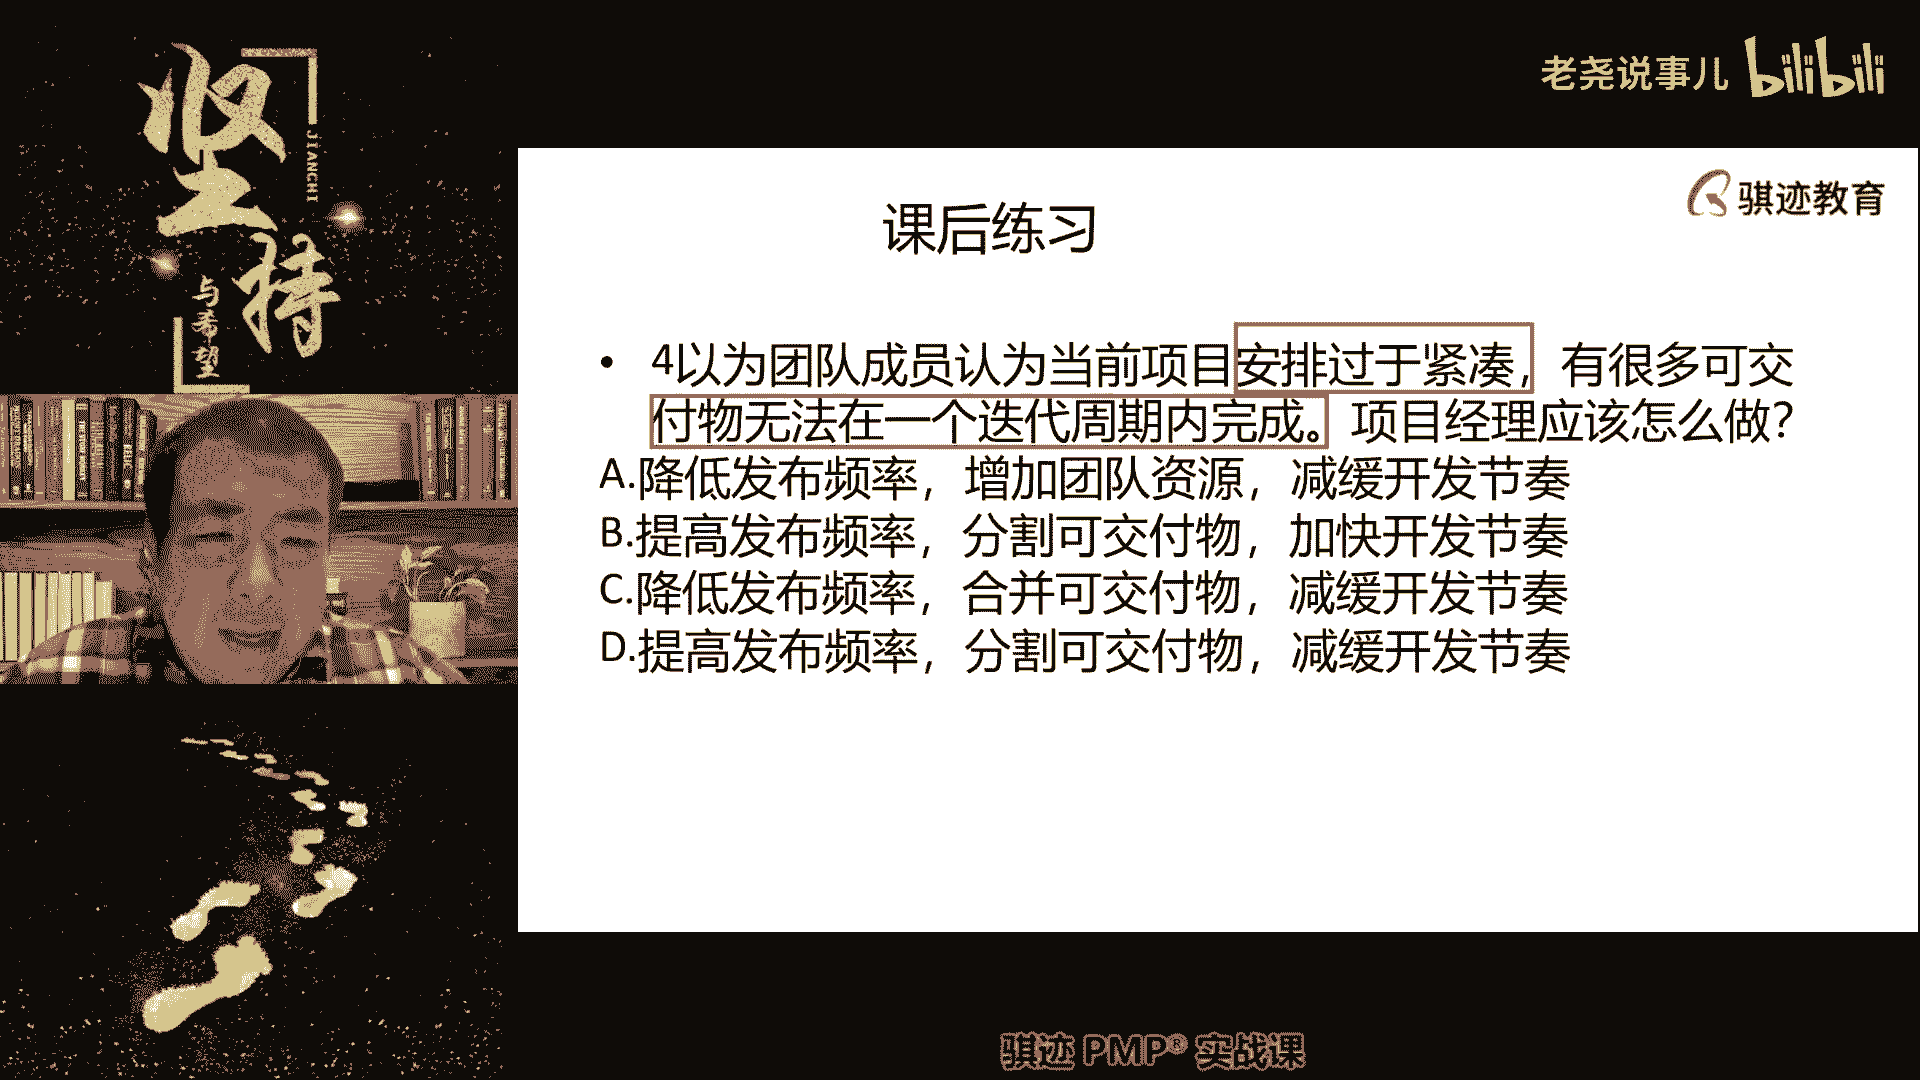 坚持
JIANCHI
与希望
老尧说事儿 bilibili
骐迹教育
课后练习
• 4以为团队成员认为当前项目安排过于紧凑，有很多可交
付物无法在一个迭代周期内完成。项目经理应该怎么做？
A.降低发布频率，增加团队资源，减缓开发节奏
B.提高发布频率，分割可交付物，加快开发节奏
C.降低发布频率，合并可交付物，减缓开发节奏
D.提高发布频率，分割可交付物，减缓开发节奏
骐迹 PMP® 实战课